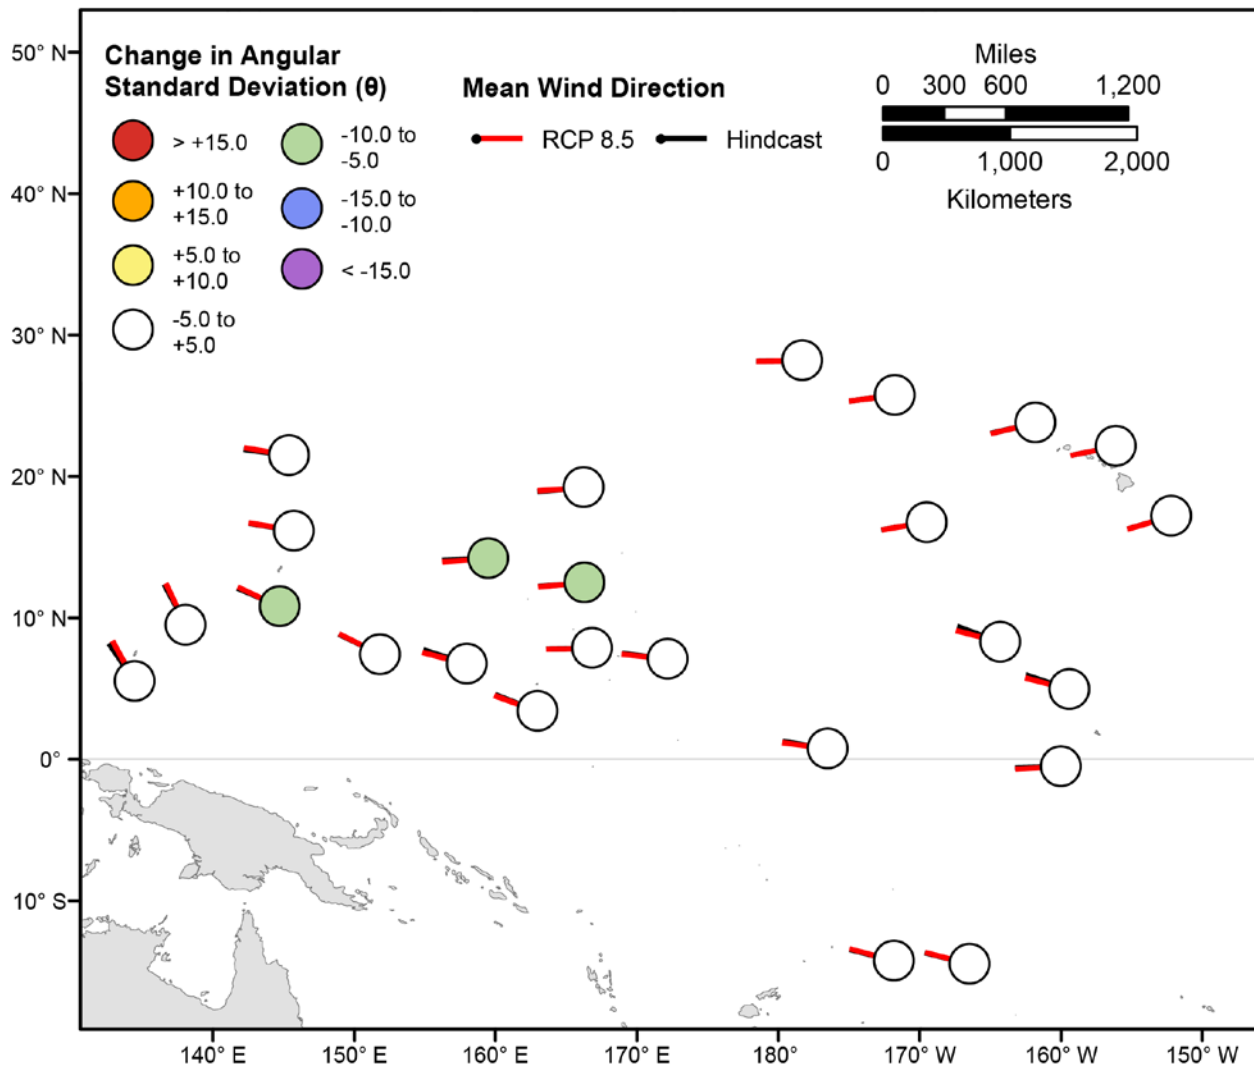 Change in Angular
Standard Deviation (θ)
> +15.0
+10.0 to
+15.0
+5.0 to
+10.0
-5.0 to
+5.0
-10.0 to
-5.0
-15.0 to
-10.0
< -15.0
Mean Wind Direction
RCP 8.5
Hindcast
Miles
0 300 600 1,200
0 1,000 2,000
Kilometers
50° N
40° N
30° N
20° N
10° N
0°
10° S
140° E 150° E 160° E 170° E 180° 170° W 160° W 150° W